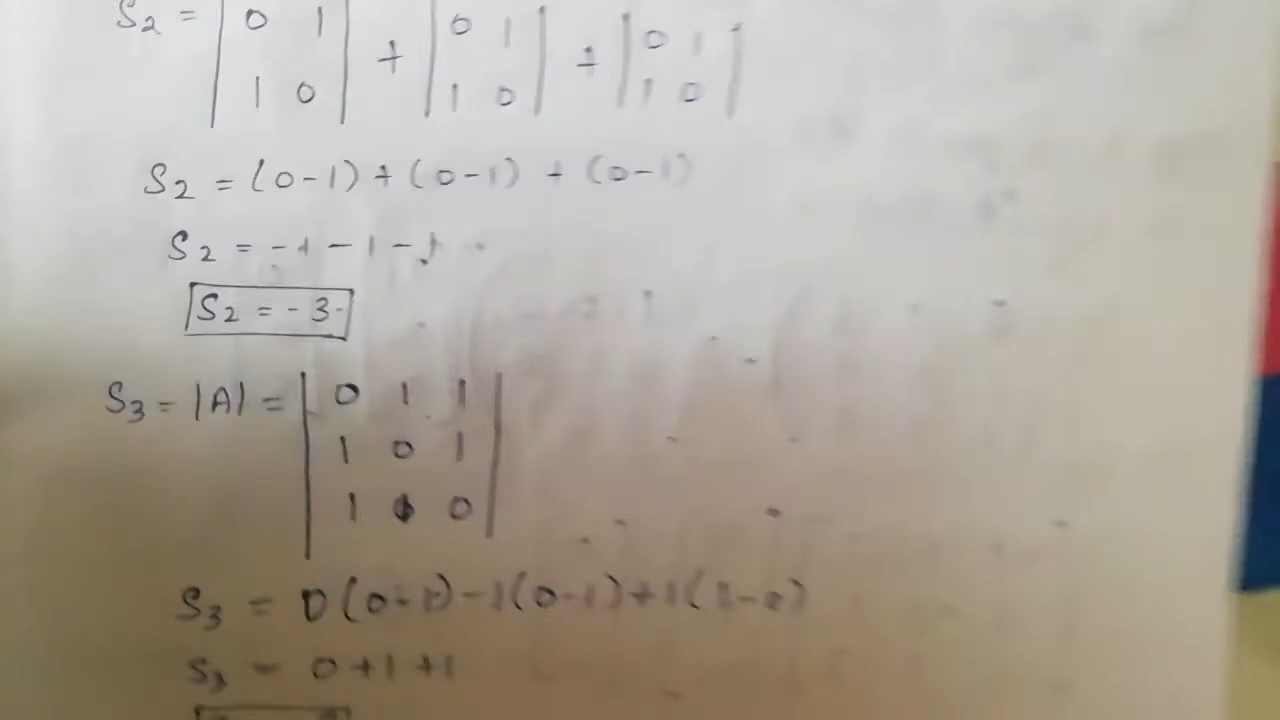 S2 = | 0 1 | + | 0 1 | + | 0 1 |
| 1 0 | | 1 0 | | 1 0 |
S2 = (0-1) + (0-1) + (0-1)
S2 = -1 - 1 - 1
S2 = -3
S3 = |A| = | 0 1 1 |
| 1 0 1 |
| 1 1 0 |
S3 = 0(0-1)-1(0-1)+1(1-0)
S3 = 0+1+1